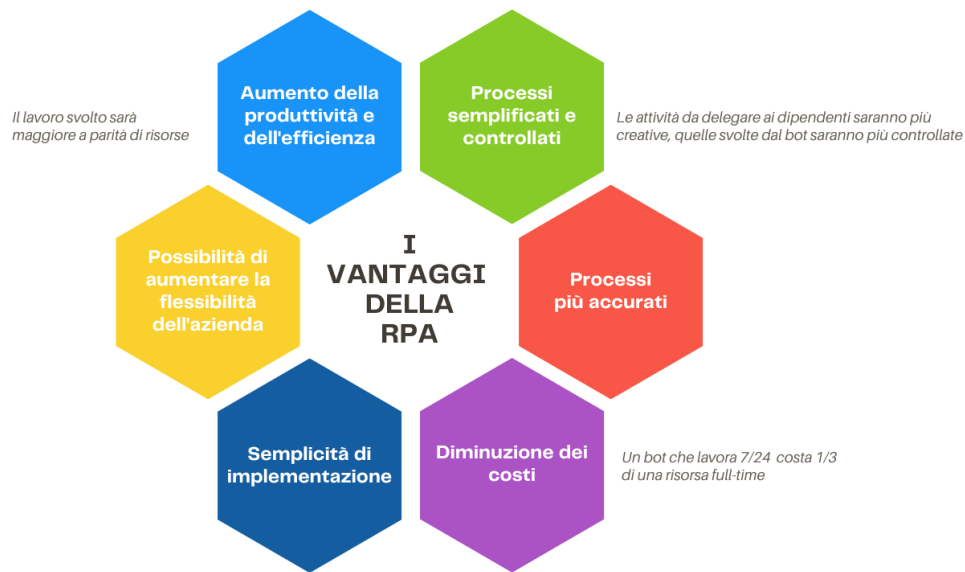 Aumento della
produttività e
dell'efficienza
Processi
semplificati e
controllati
Il lavoro svolto sarà
maggiore a parità di risorse
Le attività da delegare ai dipendenti saranno più
creative, quelle svolte dal bot saranno più controllate
Possibilità di
aumentare la
flessibilità
dell'azienda
I
VANTAGGI
DELLA
RPA
Processi
più accurati
Semplicità di
implementazione
Diminuzione dei
costi
Un bot che lavora 7/24 costa 1/3
di una risorsa full-time